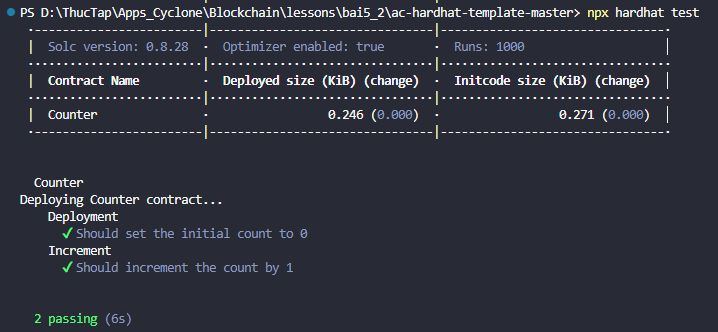 PS D:\ThucTap\Apps_Cyclone\Blockchain\lessons\bai5_2\ac-hardhat-template-master> npx hardhat test
| Solc version: 0.8.28 · Optimizer enabled: true · Runs: 1000 |
| Contract Name · Deployed size (KiB) (change) · Initcode size (KiB) (change) |
| Counter · 0.246 (0.000) · 0.271 (0.000) |
Counter
Deploying Counter contract...
Deployment
✓ Should set the initial count to 0
Increment
✓ Should increment the count by 1
2 passing (6s)